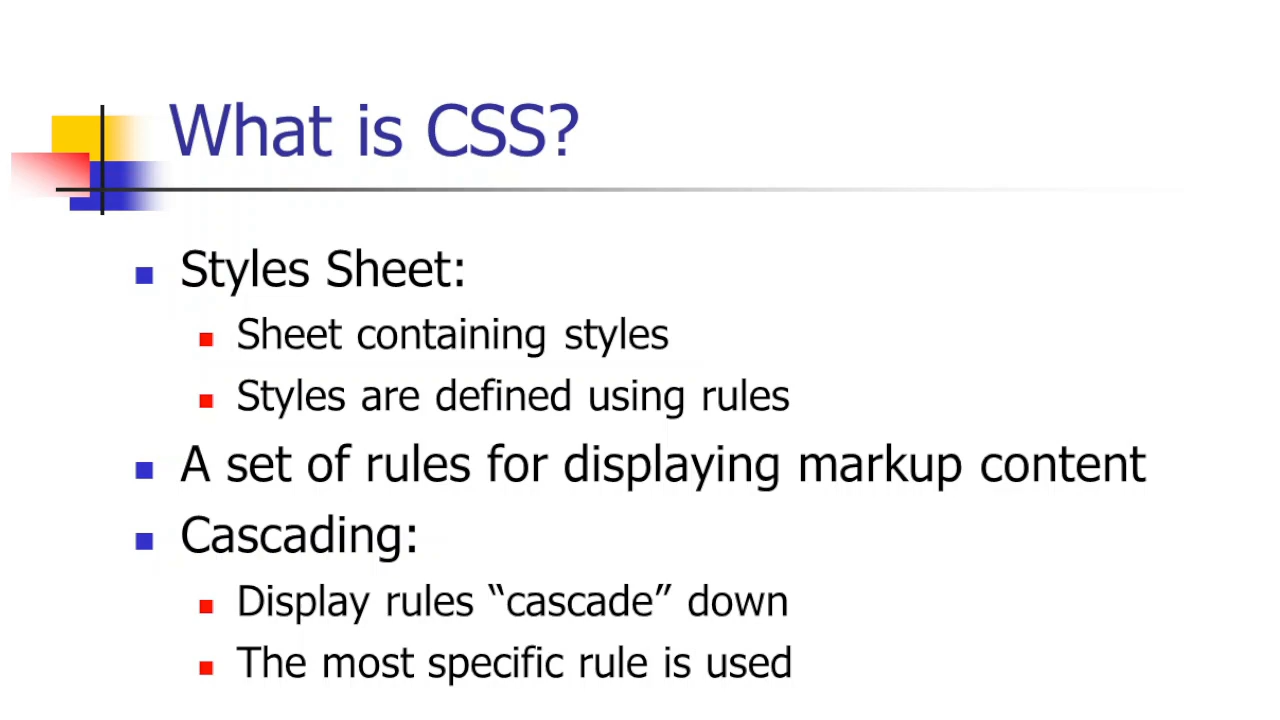 What is CSS?
Styles Sheet:
Sheet containing styles
Styles are defined using rules
A set of rules for displaying markup content
Cascading:
Display rules “cascade” down
The most specific rule is used